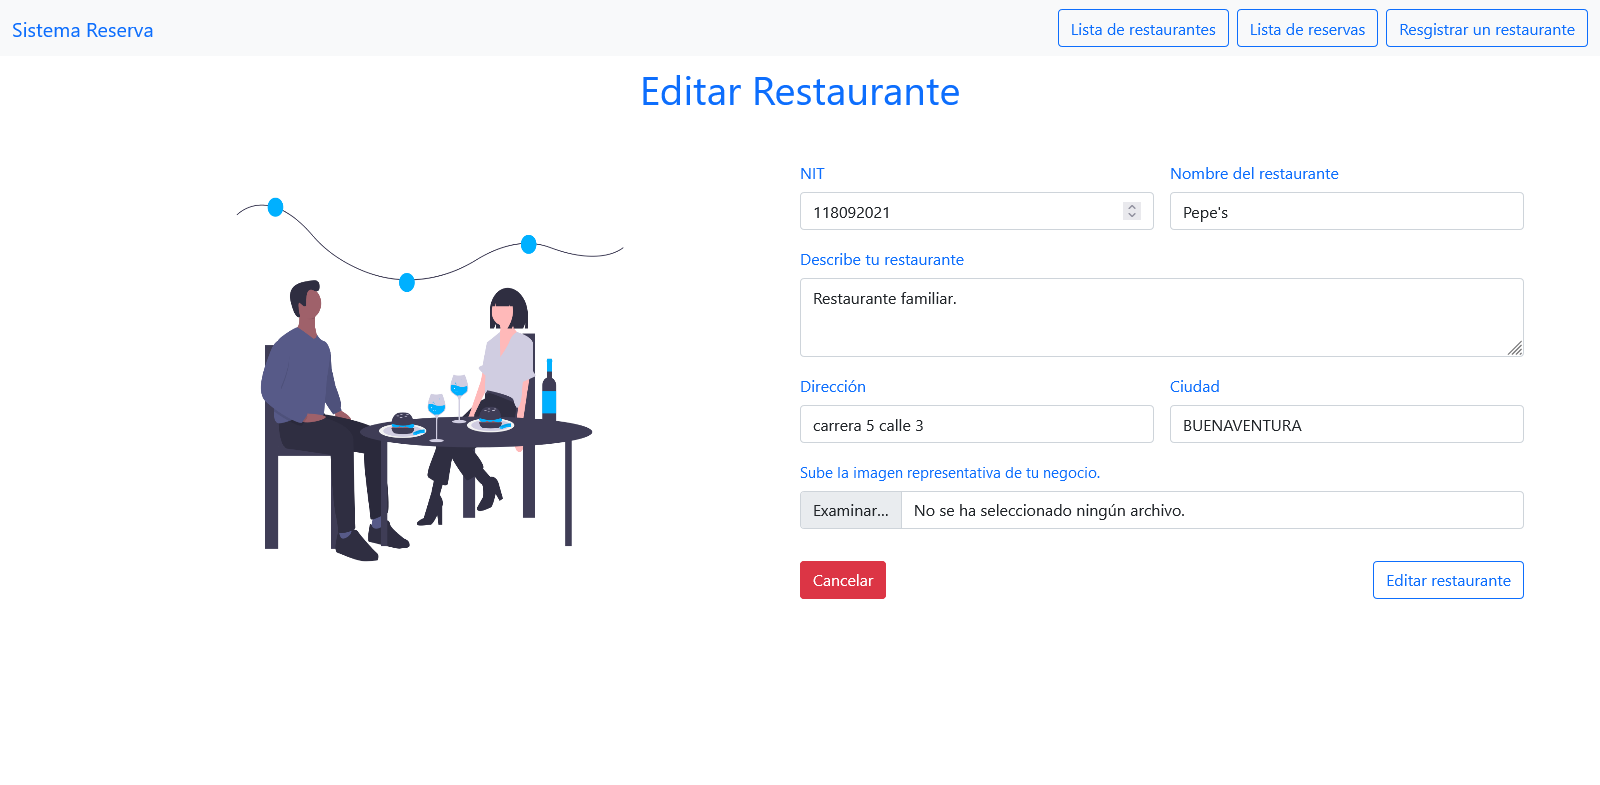 Sistema Reserva
Lista de restaurantes
Lista de reservas
Resgistrar un restaurante
Editar Restaurante
NIT
Nombre del restaurante
118092021
Pepe's
Describe tu restaurante
Restaurante familiar.
Dirección
Ciudad
carrera 5 calle 3
BUENAVENTURA
Sube la imagen representativa de tu negocio.
Examinar...
No se ha seleccionado ningún archivo.
Cancelar
Editar restaurante